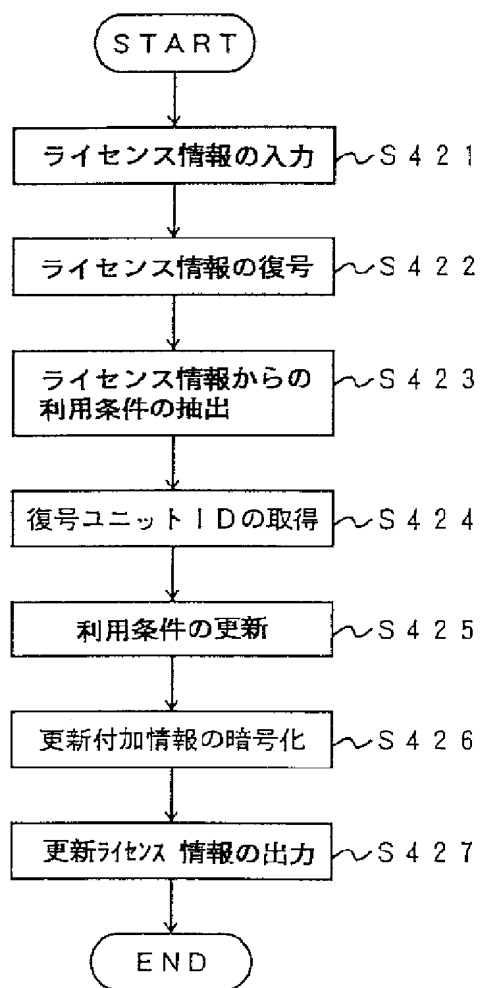 START
ライセンス情報の入力 ～S421
ライセンス情報の復号 ～S422
ライセンス情報からの ～S423
利用条件の抽出
復号ユニットIDの取得 ～S424
利用条件の更新 ～S425
更新付加情報の暗号化 ～S426
更新ﾗｲｾﾝｽ 情報の出力 ～S427
END